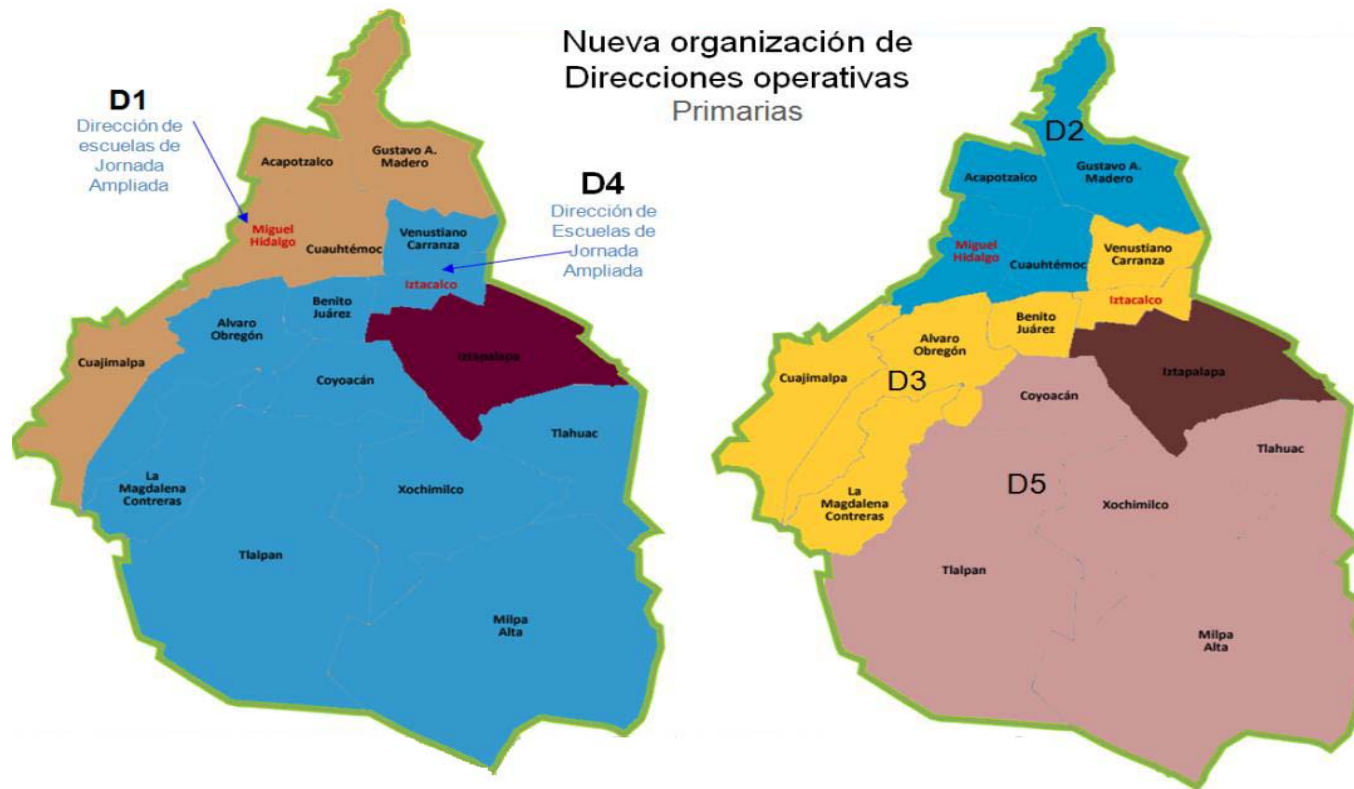 Nueva organización de
Direcciones operativas
Primarias
D1
Dirección de
escuelas de
Jornada
Ampliada
D4
Dirección de
Escuelas de
Jornada
Ampliada
Acapotzalco
Gustavo A.
Madero
Miguel
Hidalgo
Cuauhtémoc
Venustiano
Carranza
Iztacalco
Benito
Juárez
Alvaro
Obregón
Cuajimalpa
Iztapalapa
Coyoacán
Tlahuac
La
Magdalena
Contreras
Xochimilco
Tlalpan
Milpa
Alta
D2
Gustavo A.
Madero
Acapotzalco
Miguel
Hidalgo
Cuauhtémoc
Venustiano
Carranza
Iztacalco
Benito
Juárez
Alvaro
Obregón
Cuajimalpa
D3
Iztapalapa
Coyoacán
Tlahuac
D5
La
Magdalena
Contreras
Xochimilco
Tlalpan
Milpa
Alta